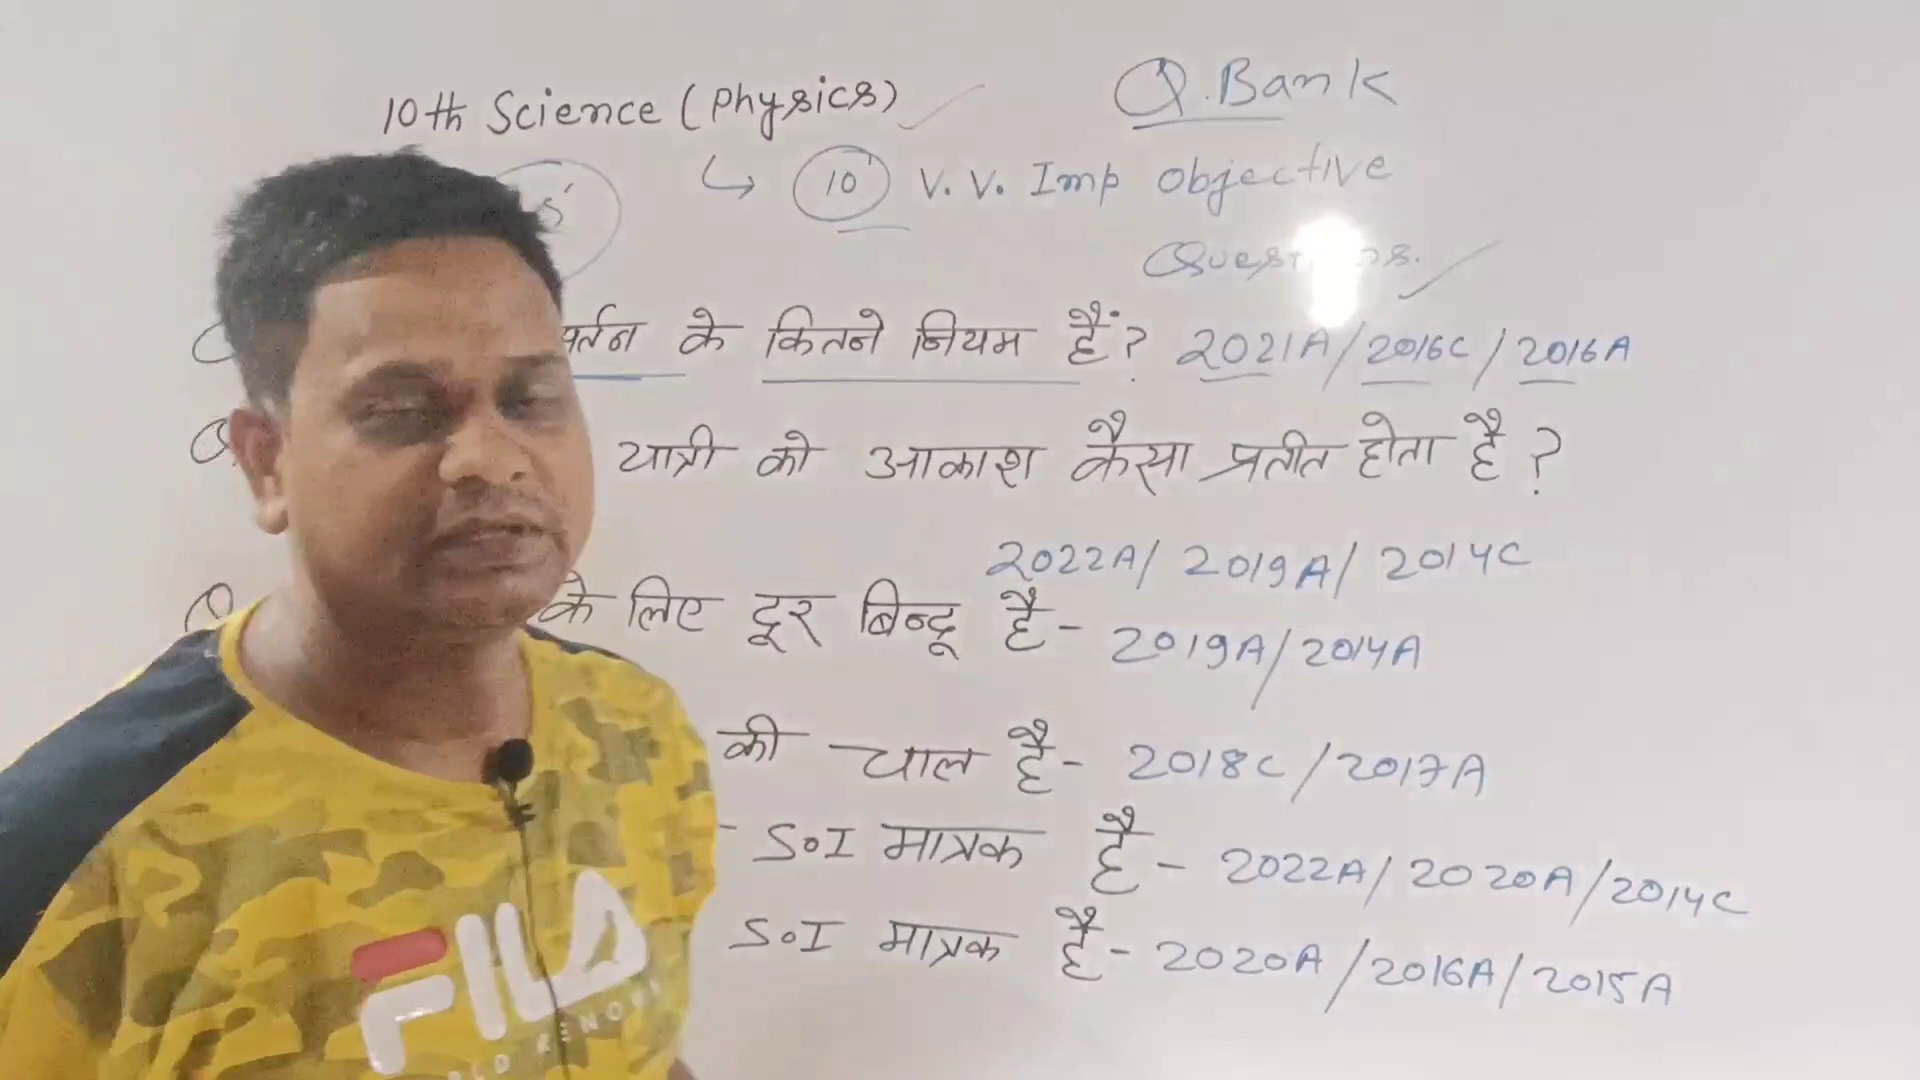 10th Science (Physics)
Q. Bank
↳ 10 V. V. Imp Objective
Questions.
के कितने नियम हैं? 2021A/2016C/2016A
यात्री को आकाश कैसा प्रतीत होता है?
2022A/ 2019A/ 2014C
के लिए दूर बिन्दू है- 2019A/2014A
की चाल है- 2018C/2017A
- S.I मात्रक है- 2022A/2020A/2014C
S.I मात्रक हैं- 2020A/2016A/2015A
FILA